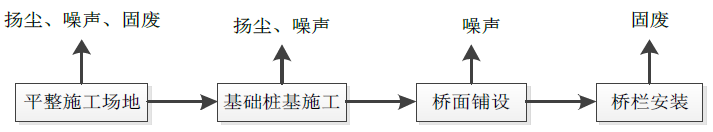 扬尘、噪声、固废
扬尘、噪声
噪声
固废
平整施工场地
基础桩基施工
桥面铺设
桥栏安装